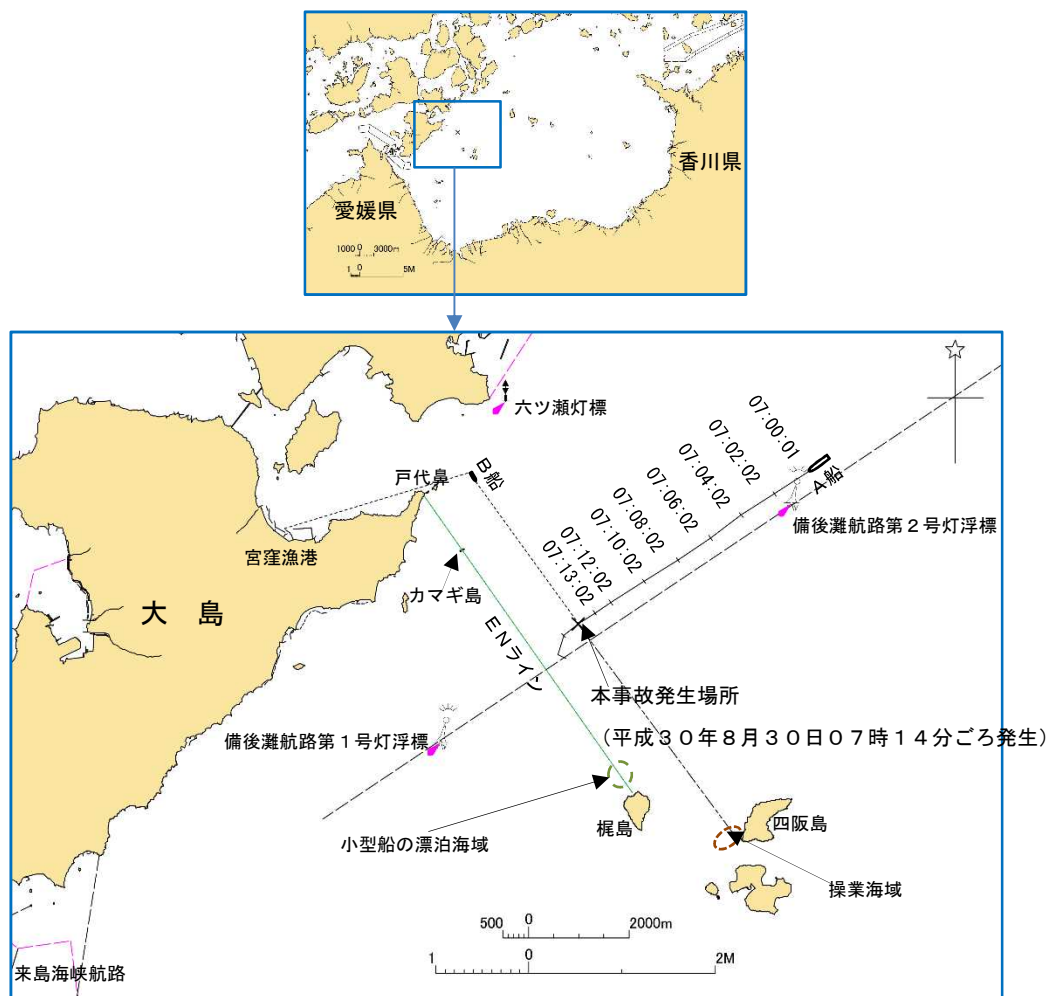 香川県
愛媛県
1000 0 3000m
1 0 5M
六ツ瀬灯標
07:00:01
07:02:02
07:04:02
07:06:02
07:08:02
07:10:02
07:12:02
07:13:02
A船
B船
戸代鼻
備後灘航路第2号灯浮標
宮窪漁港
カマギ島
大島
ENライン
本事故発生場所
(平成30年8月30日07時14分ごろ発生)
備後灘航路第1号灯浮標
小型船の漂泊海域
梶島
四阪島
操業海域
500 0 2000m
1 0 2M
来島海峡航路